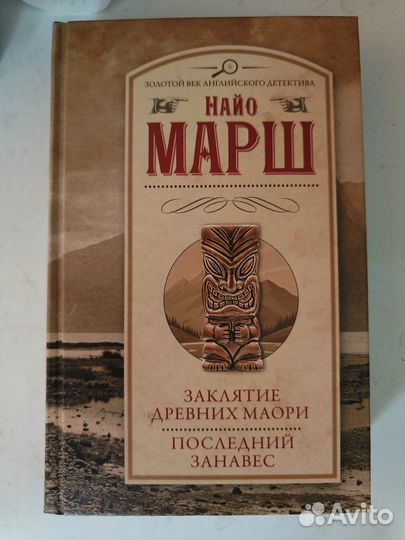 ЗОЛОТОЙ ВЕК АНГЛИЙСКОГО ДЕТЕКТИВА
НАЙО
МАРШ
ЗАКЛЯТИЕ
ДРЕВНИХ МАОРИ
ПОСЛЕДНИЙ
ЗАНАВЕС
Avito